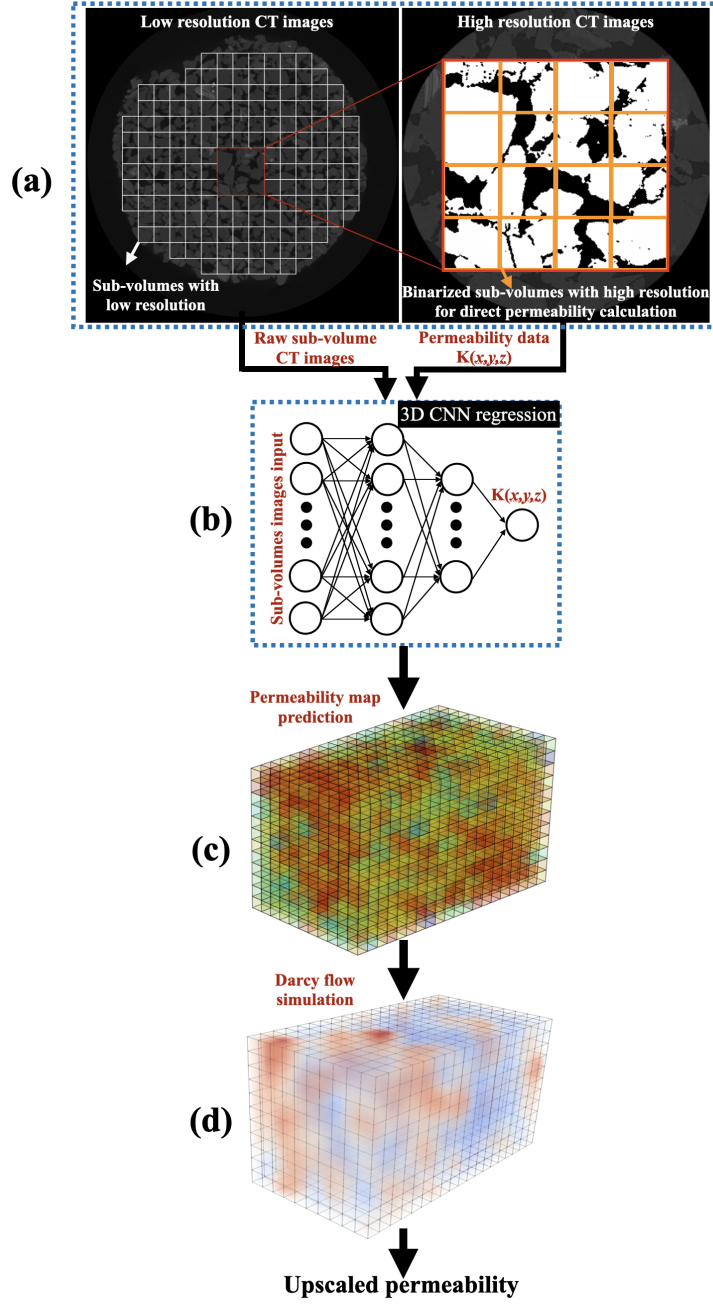 Low resolution CT images
High resolution CT images
(a)
Sub-volumes with
low resolution
Binarized sub-volumes with high resolution
for direct permeability calculation
Raw sub-volume
CT images
Permeability data
K(x,y,z)
3D CNN regression
(b)
Sub-volumes images input
K(x,y,z)
Permeability map
prediction
(c)
Darcy flow
simulation
(d)
Upscaled permeability